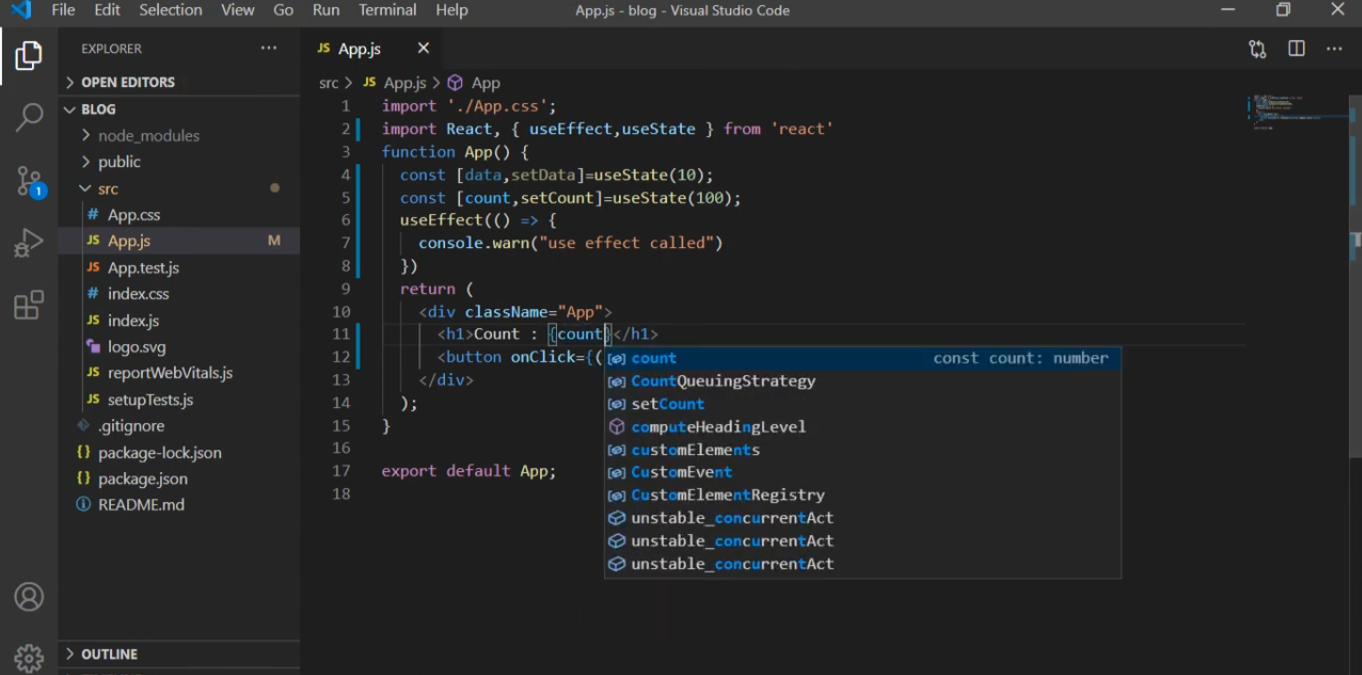 File Edit Selection View Go Run Terminal Help App.js - blog - Visual Studio Code
EXPLORER
OPEN EDITORS
BLOG
node_modules
public
src
# App.css
JS App.js M
JS App.test.js
# index.css
JS index.js
logo.svg
JS reportWebVitals.js
JS setupTests.js
.gitignore
{} package-lock.json
{} package.json
README.md
OUTLINE
1
JS App.js
src > JS App.js > App
1 import './App.css';
2 import React, { useEffect,useState } from 'react'
3 function App() {
4 const [data,setData]=useState(10);
5 const [count,setCount]=useState(100);
6 useEffect(() => {
7 console.warn("use effect called")
8 })
9 return (
10 <div className="App">
11 <h1>Count : {count}</h1>
12 <button onClick={(
13 </div>
14 );
15 }
16
17 export default App;
18
count const count: number
CountQueuingStrategy
setCount
computeHeadingLevel
customElements
CustomEvent
CustomElementRegistry
unstable_concurrentAct
unstable_concurrentAct
unstable_concurrentAct